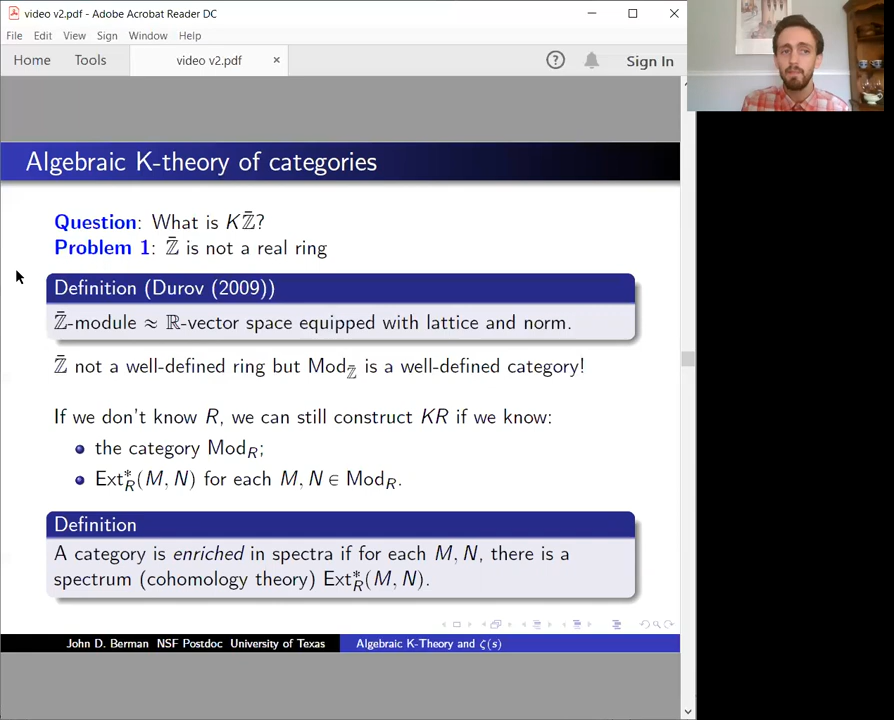 video v2.pdf - Adobe Acrobat Reader DC
File Edit View Sign Window Help
Home Tools video v2.pdf × ? Sign In
Algebraic K-theory of categories
Question: What is Kℤ̄?
Problem 1: ℤ̄ is not a real ring
Definition (Durov (2009))
ℤ̄-module ≈ ℝ-vector space equipped with lattice and norm.
ℤ̄ not a well-defined ring but Mod_ℤ̄ is a well-defined category!
If we don't know R, we can still construct KR if we know:
the category Mod_R;
Ext*_R(M, N) for each M, N ∈ Mod_R.
Definition
A category is enriched in spectra if for each M, N, there is a
spectrum (cohomology theory) Ext*_R(M, N).
John D. Berman NSF Postdoc University of Texas Algebraic K-Theory and ζ(s)